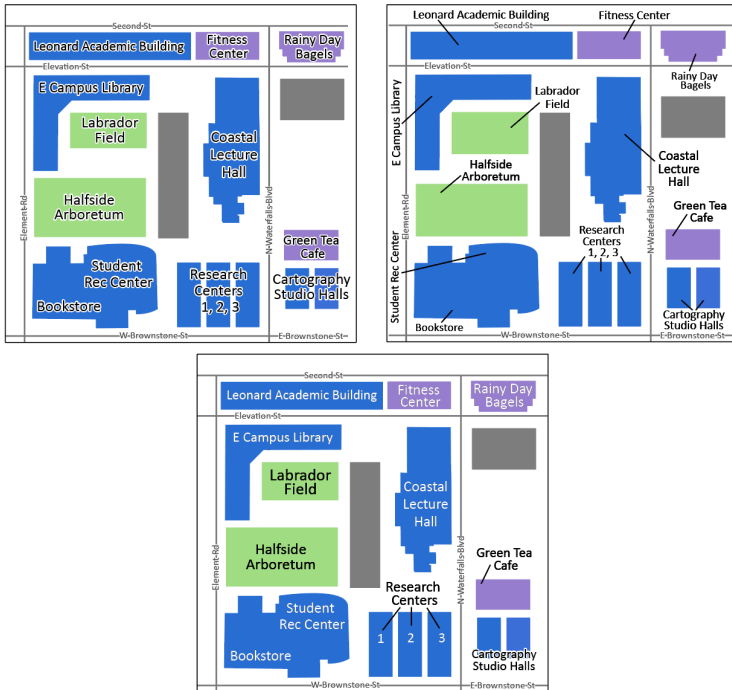 Second St
Leonard Academic Building
Fitness
Center
Rainy Day
Bagels
Elevation St
E Campus Library
Labrador
Field
Coastal
Lecture
Hall
Halfside
Arboretum
Element Rd
N Waterfalls Blvd
Green Tea
Cafe
Student
Rec Center
Bookstore
Research
Centers
1, 2, 3
Cartography
Studio Halls
W Brownstone St
E Brownstone St
Leonard Academic Building
Fitness Center
Second St
Elevation St
Rainy Day
Bagels
E Campus Library
Labrador
Field
Coastal
Lecture
Hall
Halfside
Arboretum
Element Rd
N Waterfalls Blvd
Green Tea
Cafe
Student Rec Center
Research
Centers
1, 2, 3
Bookstore
Cartography
Studio Halls
W Brownstone St
E Brownstone St
Second St
Leonard Academic Building
Fitness
Center
Rainy Day
Bagels
Elevation St
E Campus Library
Labrador
Field
Coastal
Lecture
Hall
Halfside
Arboretum
Element Rd
N Waterfalls Blvd
Green Tea
Cafe
Research
Centers
1 2 3
Student
Rec Center
Bookstore
Cartography
Studio Halls
W Brownstone St
E Brownstone St